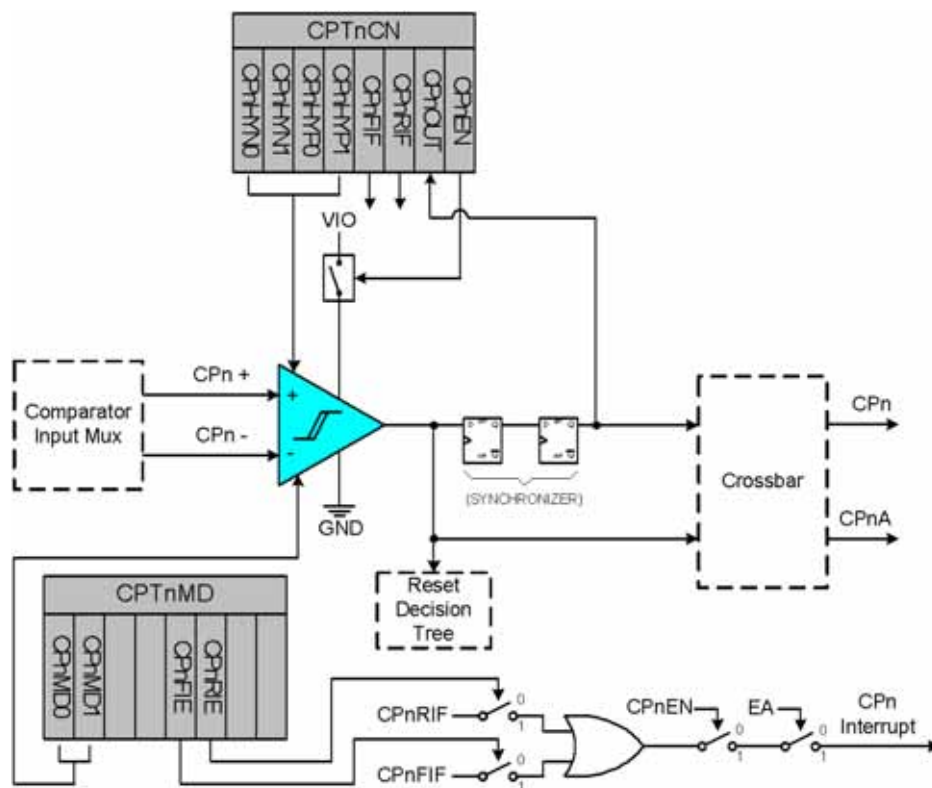 CPTnCN
CPnHYN0
CPnHYN1
CPnHYP0
CPnHYP1
CPnFIF
CPnRIF
CPnOUT
CPnEN
VIO
CPn +
+
Comparator
Input Mux
CPn -
-
GND
(SYNCHRONIZER)
Crossbar
CPn
CPnA
Reset
Decision
Tree
CPTnMD
CPnMD0
CPnMD1
CPnFIE
CPnRIE
CPnRIF
0
1
CPnFIF
0
1
CPnEN
0
1
EA
0
1
CPn
Interrupt